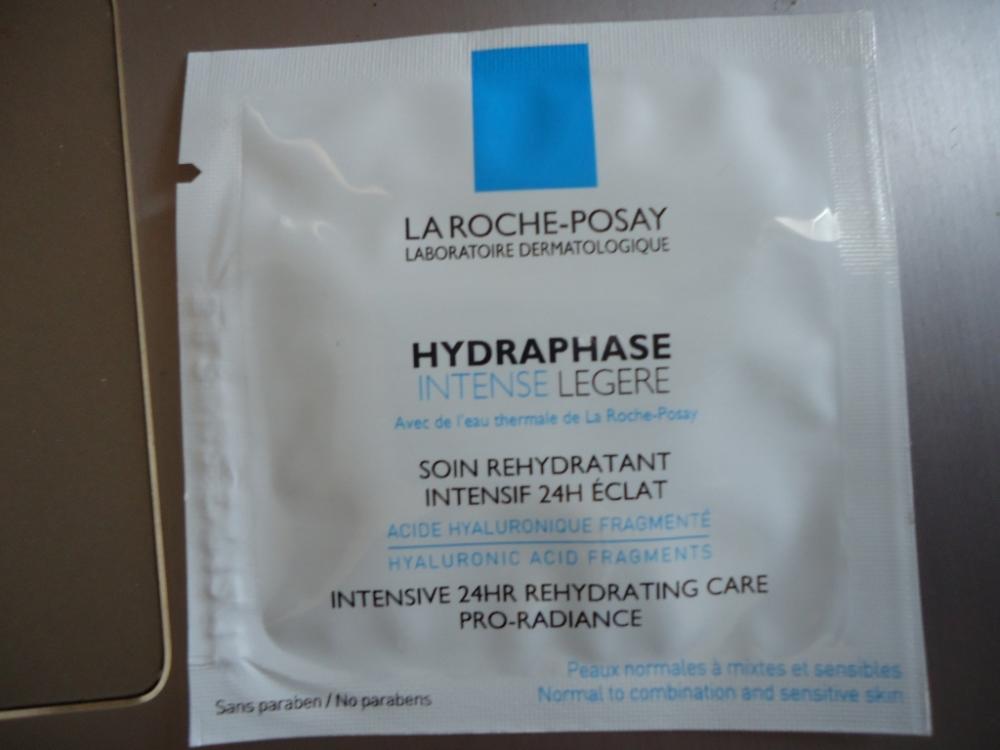 LA ROCHE-POSAY
LABORATOIRE DERMATOLOGIQUE
HYDRAPHASE
INTENSE LEGERE
Avec de l'eau thermale de La Roche-Posay
SOIN REHYDRATANT
INTENSIF 24H ÉCLAT
ACIDE HYALURONIQUE FRAGMENTÉ
HYALURONIC ACID FRAGMENTS
INTENSIVE 24HR REHYDRATING CARE
PRO-RADIANCE
Peaux normales à mixtes et sensibles
Normal to combination and sensitive skin
Sans paraben / No parabens